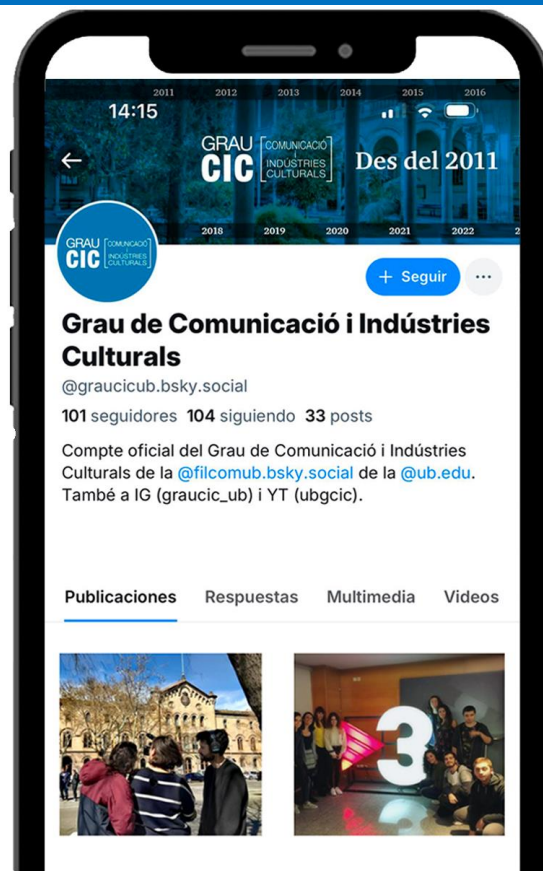 2011 2012 2013 2014 2015 2016
14:15
GRAU CIC [COMUNICACIÓ I INDÚSTRIES CULTURALS]
Des del 2011
2018 2019 2020 2021 2022 2
GRAU CIC [COMUNICACIÓ I INDÚSTRIES CULTURALS]
+ Seguir ...
Grau de Comunicació i Indústries
Culturals
@graucicub.bsky.social
101 seguidores 104 siguiendo 33 posts
Compte oficial del Grau de Comunicació i Indústries
Culturals de la @filcomub.bsky.social de la @ub.edu.
També a IG (graucic_ub) i YT (ubgcic).
Publicaciones Respuestas Multimedia Videos
3